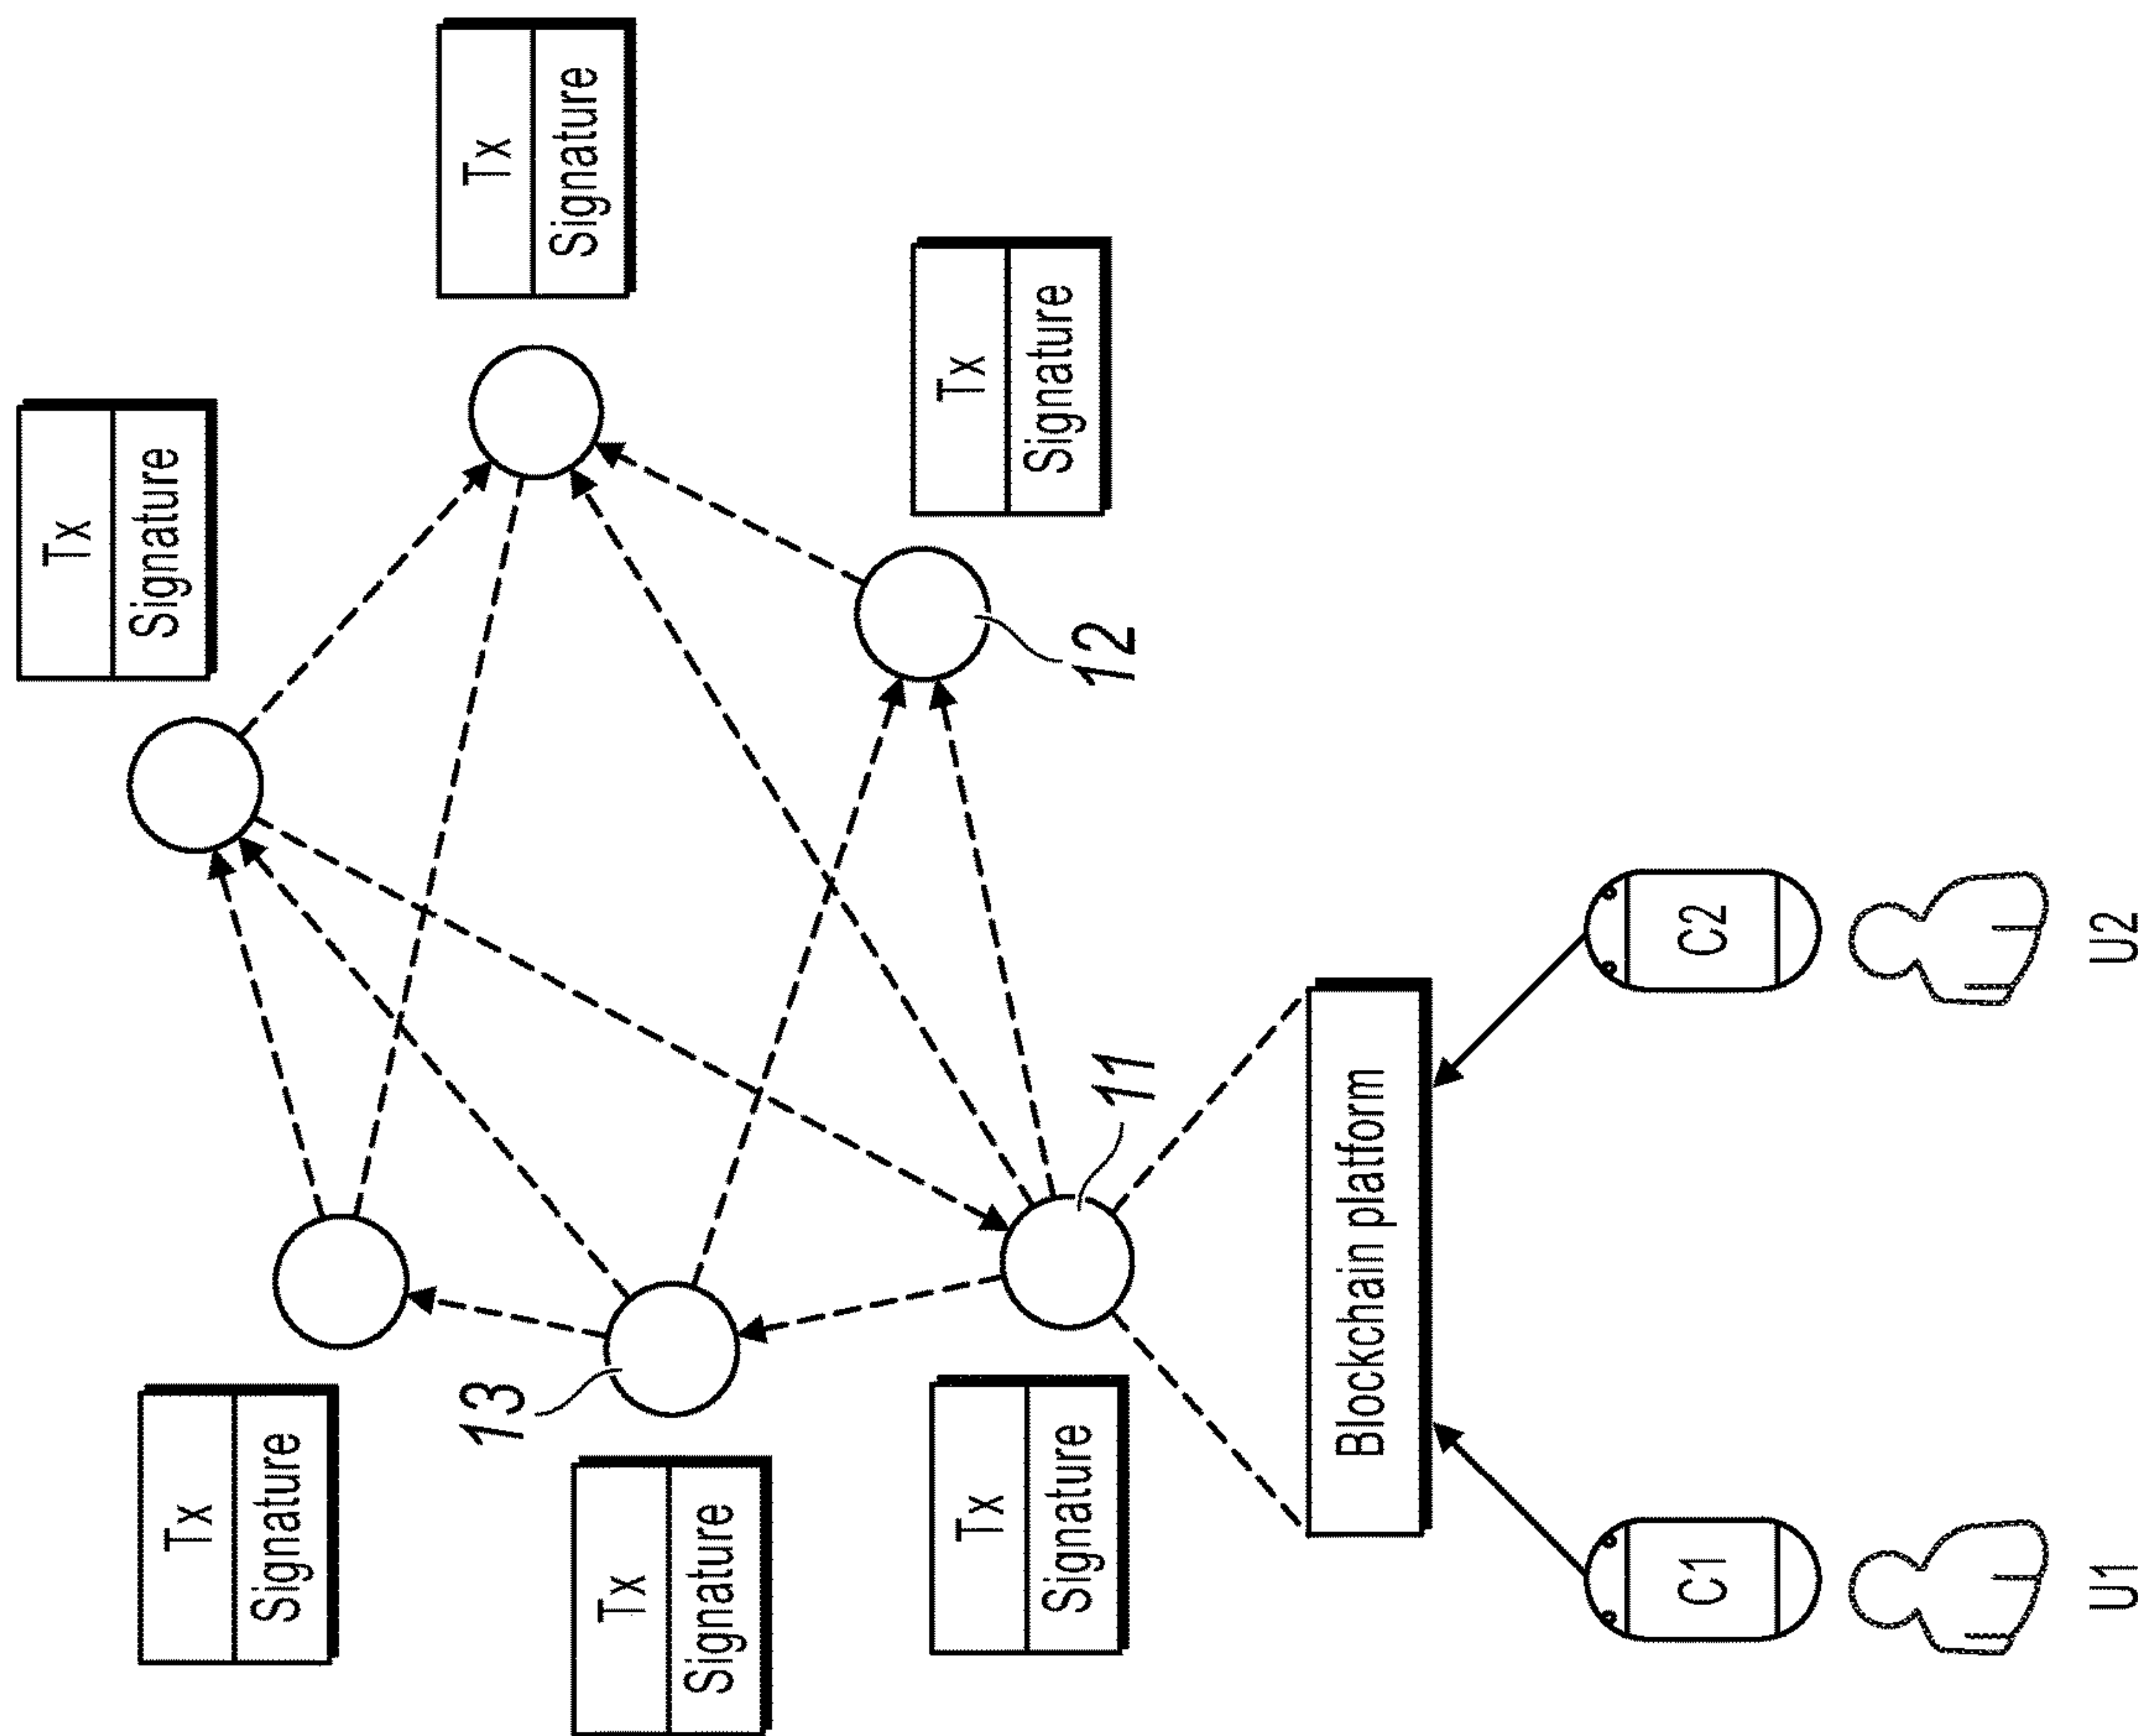 Tx
Signature
Tx
Signature
Tx
Signature
13
Tx
Signature
Tx
Signature
Tx
Signature
12
11
Blockchain platform
C1
C2
U1
U2